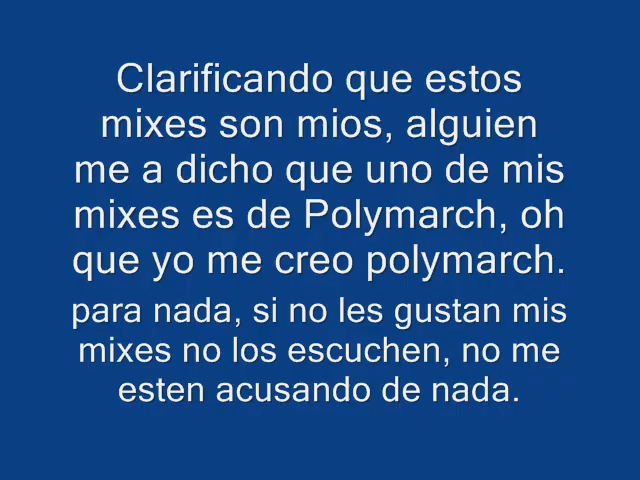 Clarificando que estos
mixes son mios, alguien
me a dicho que uno de mis
mixes es de Polymarch, oh
que yo me creo polymarch.
para nada, si no les gustan mis
mixes no los escuchen, no me
esten acusando de nada.